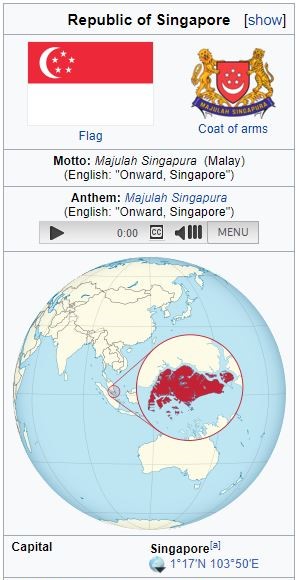 Republic of Singapore [show]
Flag
MAJULAH SINGAPURA
Coat of arms
Motto: Majulah Singapura (Malay)
(English: "Onward, Singapore")
Anthem: Majulah Singapura
(English: "Onward, Singapore")
0:00 CC MENU
Capital Singapore[a]
1°17′N 103°50′E